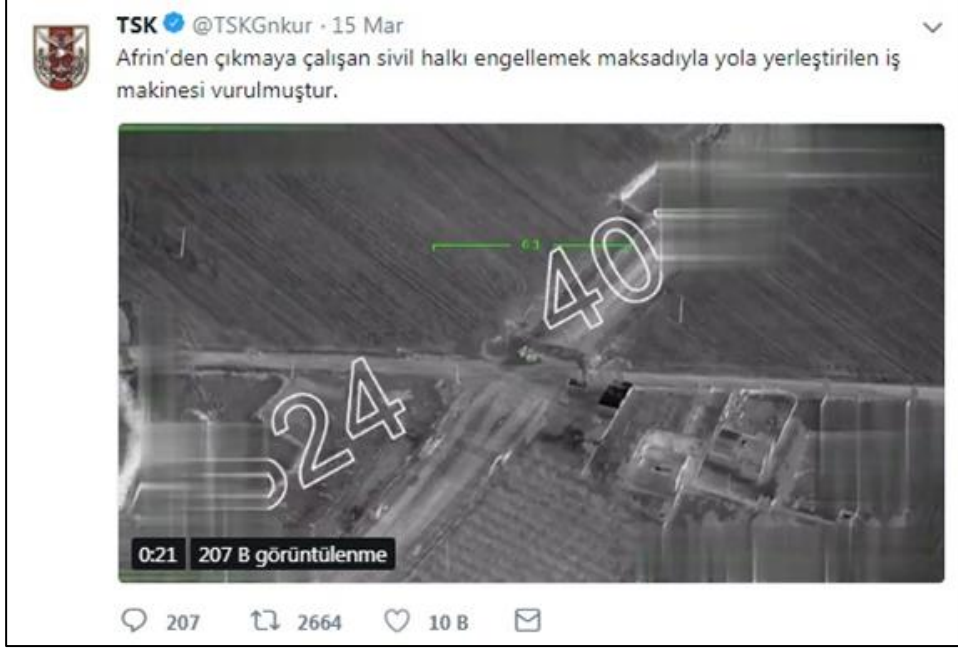 TSK @TSKGnkur · 15 Mar
Afrin'den çıkmaya çalışan sivil halkı engellemek maksadıyla yola yerleştirilen iş
makinesi vurulmuştur.
61
40
24
0:21 207 B görüntülenme
207 2664 10 B